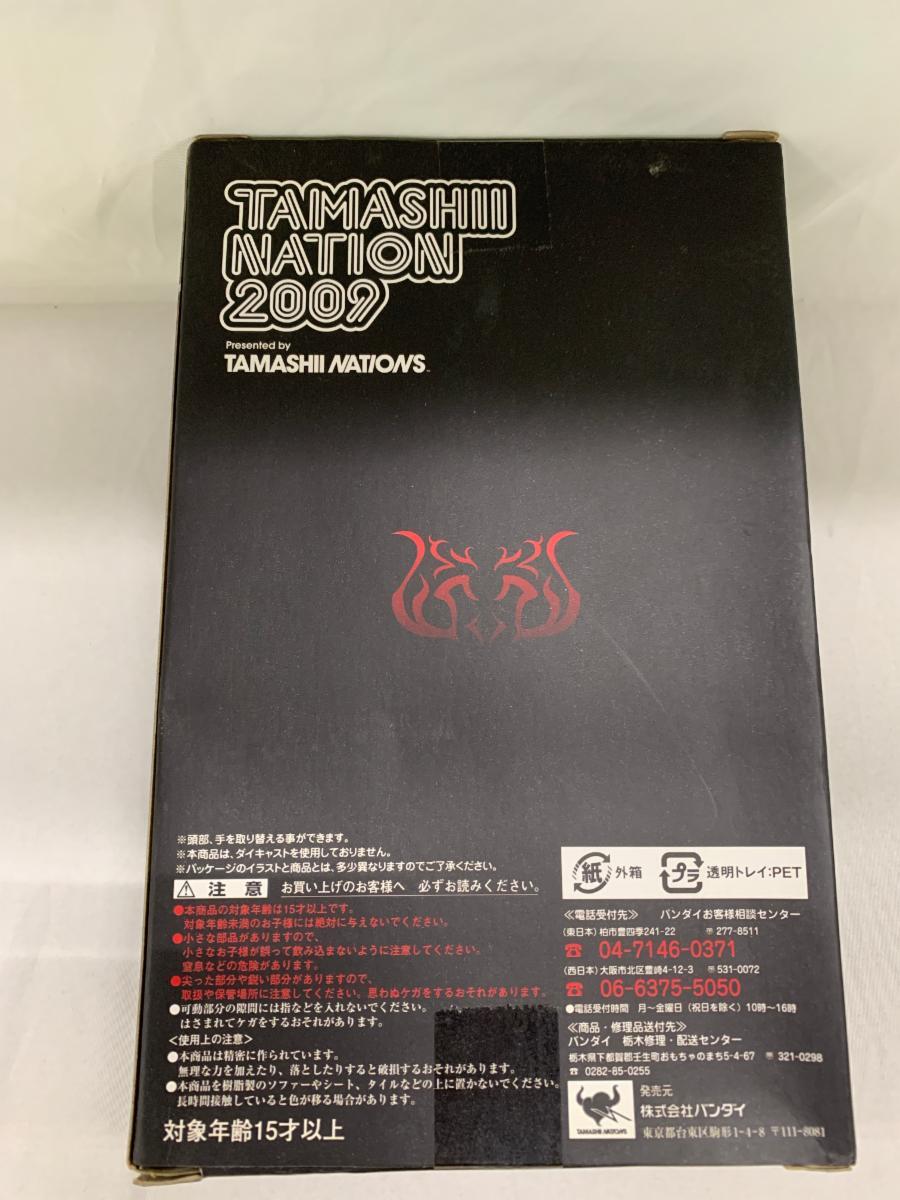 TAMASHII
NATION
2009
Presented by
TAMASHII NATIONS
※頭部、手を取り替える事ができます。
※本商品は、ダイキャストを使用しておりません。
※パッケージのイラストと商品とは、多少異なりますのでご了承ください。
注意 お買い上げのお客様へ 必ずお読みください。
●本商品の対象年齢は15才以上です。
対象年齢未満のお子様には絶対に与えないでください。
●小さな部品がありますので、
小さなお子様が誤って飲み込まないように注意してください。
窒息などの危険があります。
●尖った部分や鋭い部分がありますので、
取扱や保管場所に注意してください。思わぬケガをするおそれがあります。
●可動部分の隙間には指などを入れないでください。
はさまれてケガをするおそれがあります。
〈使用上の注意〉
●本商品は精密に作られています。
無理な力を加えたり、落としたりすると破損するおそれがあります。
●本商品を樹脂製のソファーやシート、タイルなどの上に置かないでください。
長時間接触していると色が移る場合があります。
対象年齢15才以上
紙 外箱 プラ 透明トレイ:PET
≪電話受付先≫ バンダイお客様相談センター
(東日本) 柏市豊四季241-22 〒277-8511
☎ 04-7146-0371
(西日本) 大阪市北区豊崎4-12-3 〒531-0072
☎ 06-6375-5050
●電話受付時間 月〜金曜日 (祝日を除く) 10時〜16時
≪商品・修理品送付先≫
バンダイ 栃木修理・配送センター
栃木県下都賀郡壬生町おもちゃのまち5-4-67 〒321-0298
☎ 0282-85-0255
TAMASHII NATIONS
発売元
株式会社バンダイ
東京都台東区駒形1-4-8 〒111-8081